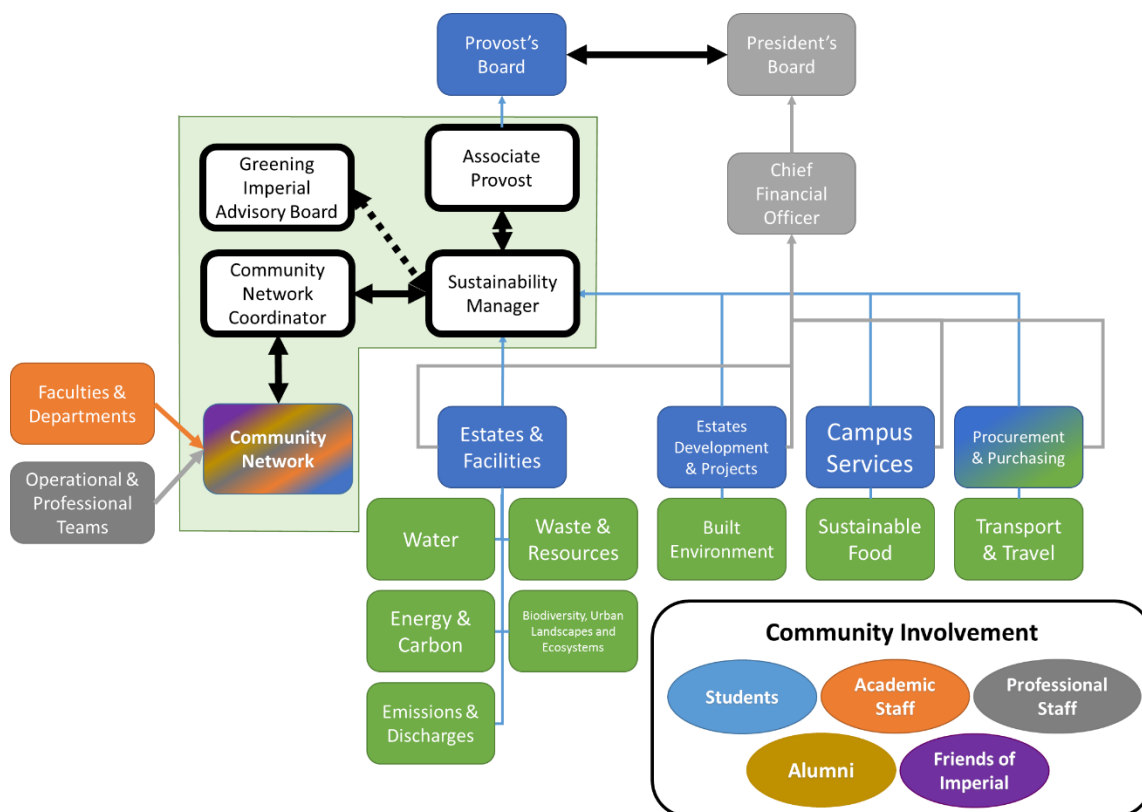 Provost's
Board
President's
Board
Greening
Imperial
Advisory Board
Associate
Provost
Chief
Financial
Officer
Community
Network
Coordinator
Sustainability
Manager
Faculties &
Departments
Operational &
Professional
Teams
Community
Network
Estates &
Facilities
Estates
Development
& Projects
Campus
Services
Procurement
& Purchasing
Water
Waste &
Resources
Built
Environment
Sustainable
Food
Transport
& Travel
Energy &
Carbon
Biodiversity, Urban
Landscapes and
Ecosystems
Emissions &
Discharges
Community Involvement
Students
Academic
Staff
Professional
Staff
Alumni
Friends of
Imperial